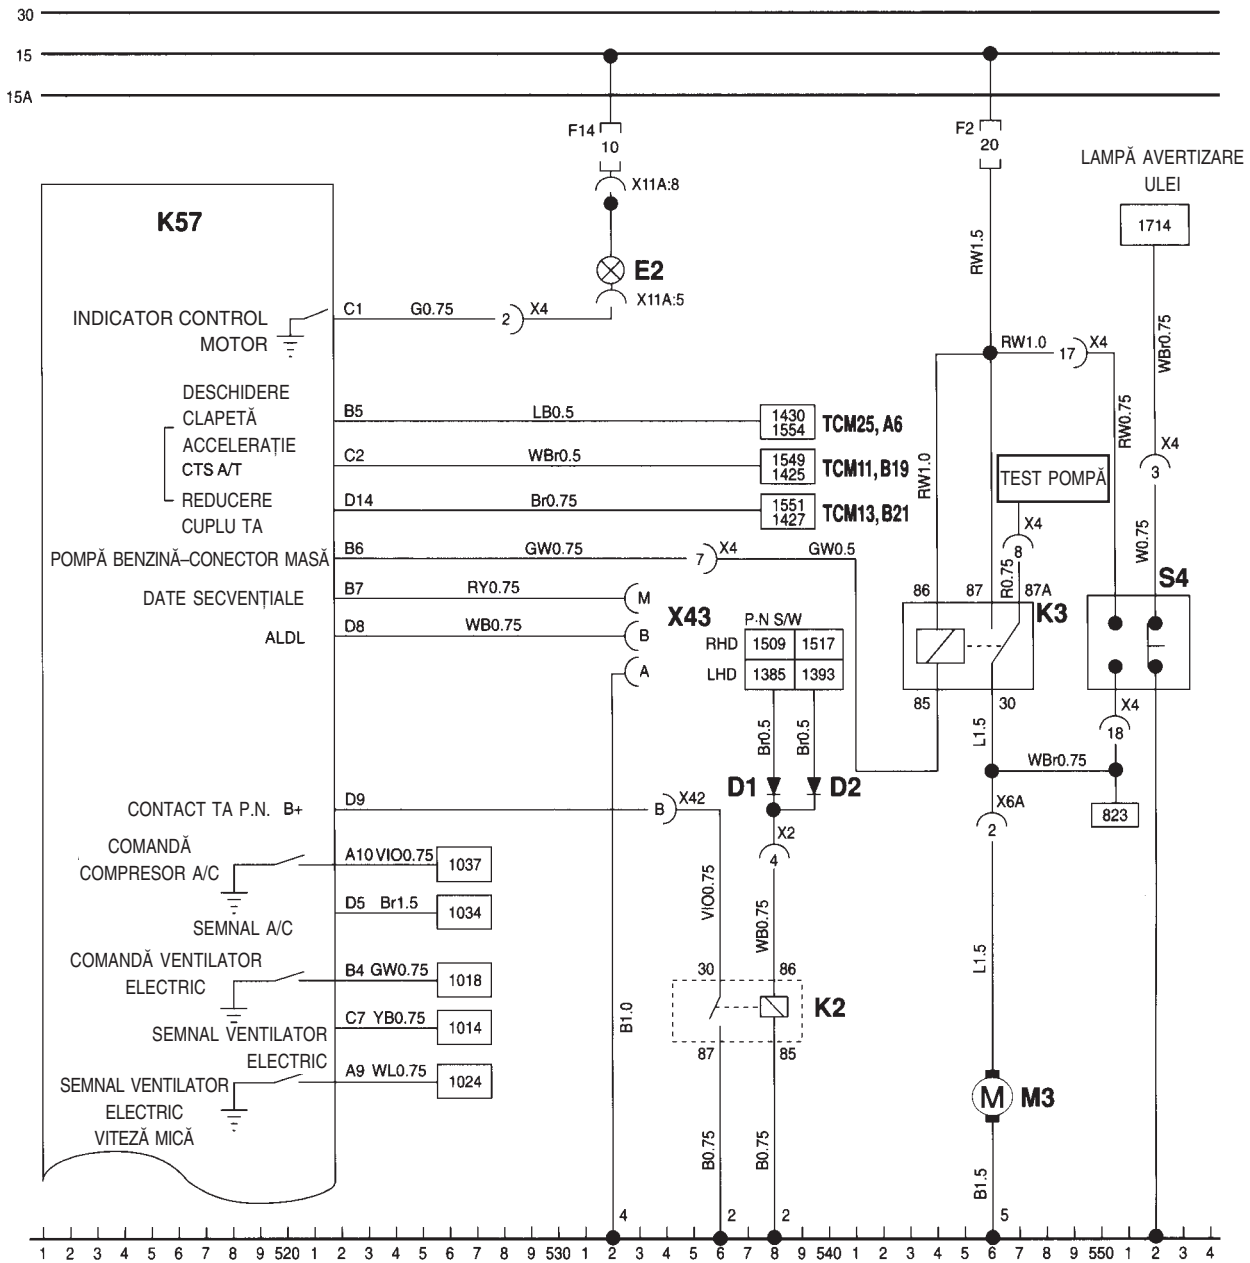 30
15
15A
F14
10
X11A:8
F2
20
LAMPĂ AVERTIZARE
ULEI
1714
K57
E2
X11A:5
RW1.5
INDICATOR CONTROL
MOTOR
C1
G0.75
2
X4
RW1.0
17
X4
WBr0.75
DESCHIDERE
CLAPETĂ
ACCELERAȚIE
CTS A/T
REDUCERE
CUPLU TA
B5
LB0.5
1430
1554
TCM25, A6
C2
WBr0.5
1549
1425
TCM11, B19
D14
Br0.75
1551
1427
TCM13, B21
RW1.0
RW0.75
X4
3
TEST POMPĂ
X4
8
R0.75
W0.75
POMPĂ BENZINĂ–CONECTOR MASĂ
B6
GW0.75
7
X4
GW0.5
DATE SECVENȚIALE
B7
RY0.75
M
ALDL
D8
WB0.75
B
A
X43
P-N S/W
RHD
1509
1517
LHD
1385
1393
86
87
87A
K3
S4
85
30
X4
18
Br0.5
Br0.5
L1.5
WBr0.75
D1
D2
823
CONTACT TA P.N. B+
D9
B
X42
X2
4
X6A
2
COMANDĂ
COMPRESOR A/C
A10
VIO0.75
1037
SEMNAL A/C
D5
Br1.5
1034
VIO0.75
WB0.75
L1.5
COMANDĂ VENTILATOR
ELECTRIC
B4
GW0.75
1018
30
86
K2
87
85
SEMNAL VENTILATOR
ELECTRIC
C7
YB0.75
1014
B1.0
SEMNAL VENTILATOR
ELECTRIC
VITEZĂ MICĂ
A9
WL0.75
1024
M
M3
B0.75
B0.75
B1.5
4
2
2
5
1 2 3 4 5 6 7 8 9 520 1 2 3 4 5 6 7 8 9 530 1 2 3 4 5 6 7 8 9 540 1 2 3 4 5 6 7 8 9 550 1 2 3 4